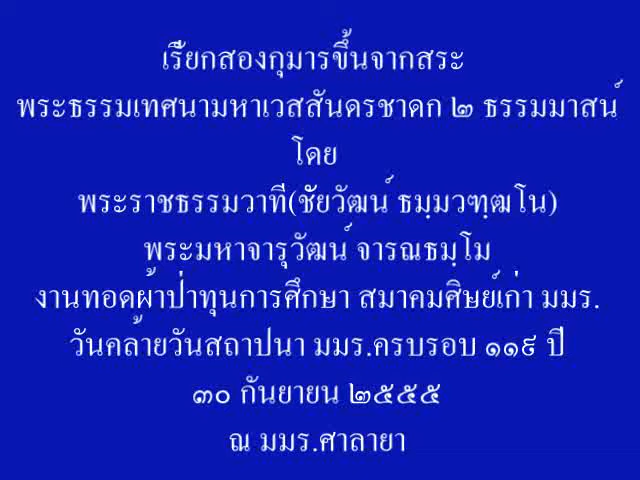 เรียกสองกุมารขึ้นจากสระ
พระธรรมเทศนามหาเวสสันดรชาดก ๒ ธรรมมาสน์
โดย
พระราชธรรมวาที(ชัยวัฒน์ ธมฺมวฑฺฒโน)
พระมหาจารุวัฒน์ จารณธมฺโม
งานทอดผ้าป่าทุนการศึกษา สมาคมศิษย์เก่า มมร.
วันคล้ายวันสถาปนา มมร.ครบรอบ ๑๑๙ ปี
๓๐ กันยายน ๒๕๕๕
ณ มมร.ศาลายา